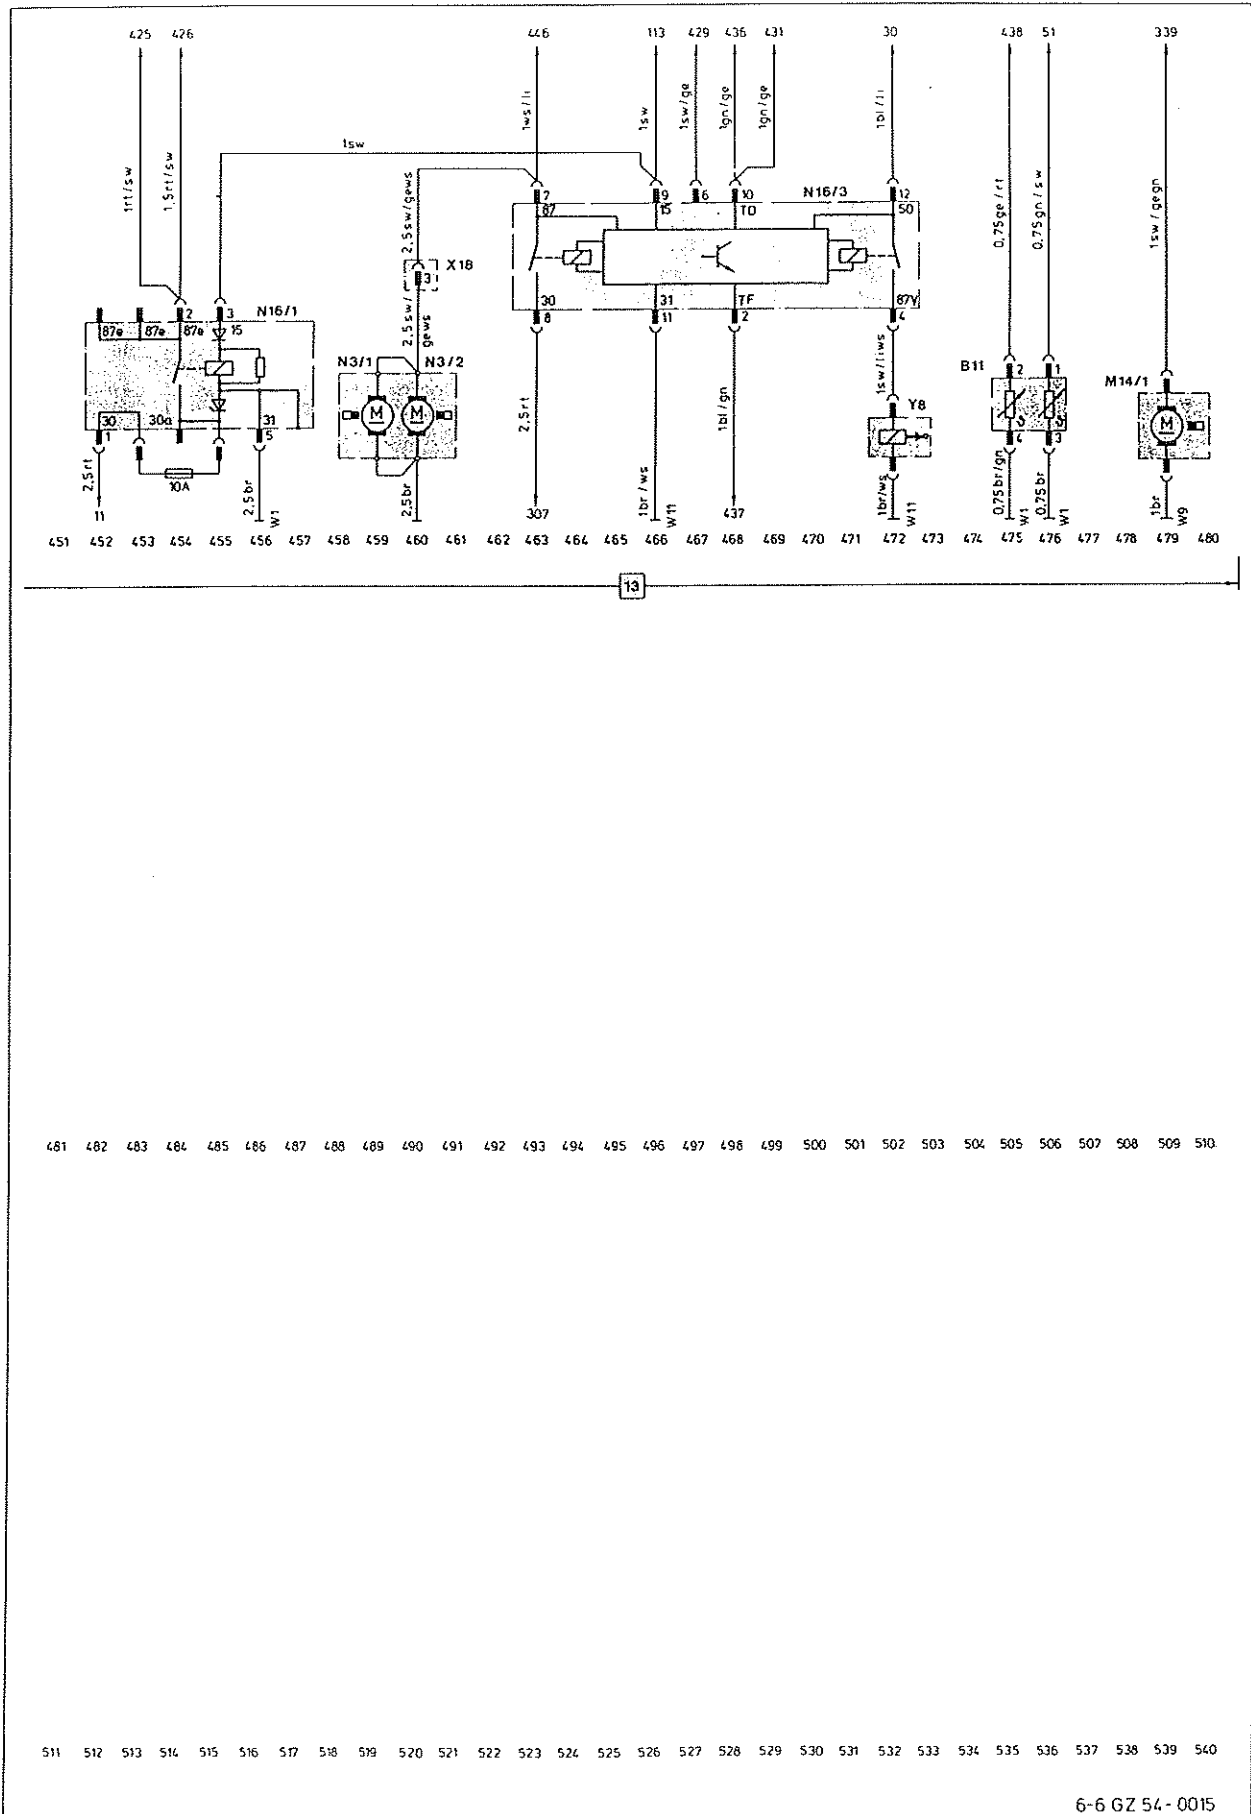 425 426 446 113 429 436 431 30 438 51 339
1rt/sw
1,5rt/sw
1sw
2,5sw/gews
1ws/li
1sw
1sw/ge
1gn/ge
1gn/ge
1bl/li
0,75ge/rt
0,75gn/sw
1sw/gegn
7 9 6 10 N16/3 12
87 15 TD 50
X18
3
2,5sw/
gews
30 31 TF 87V
8 11 2 4
2 3 N16/1
87e 87e 87e 15
30 30a 31
1 5
10A
N3/1 N3/2
M M
B11 2 1
4 3
Y8
M14/1
M
2,5rt
2,5br
2,5br
2,5rt
1br/ws
1bl/gn
1sw/liws
1br/ws
0,75br/gn
0,75br
1br
11 W1 307 W11 437 W11 W1 W1 W9
451 452 453 454 455 456 457 458 459 460 461 462 463 464 465 466 467 468 469 470 471 472 473 474 475 476 477 478 479 480
13
481 482 483 484 485 486 487 488 489 490 491 492 493 494 495 496 497 498 499 500 501 502 503 504 505 506 507 508 509 510
511 512 513 514 515 516 517 518 519 520 521 522 523 524 525 526 527 528 529 530 531 532 533 534 535 536 537 538 539 540
6-6 GZ 54-0015